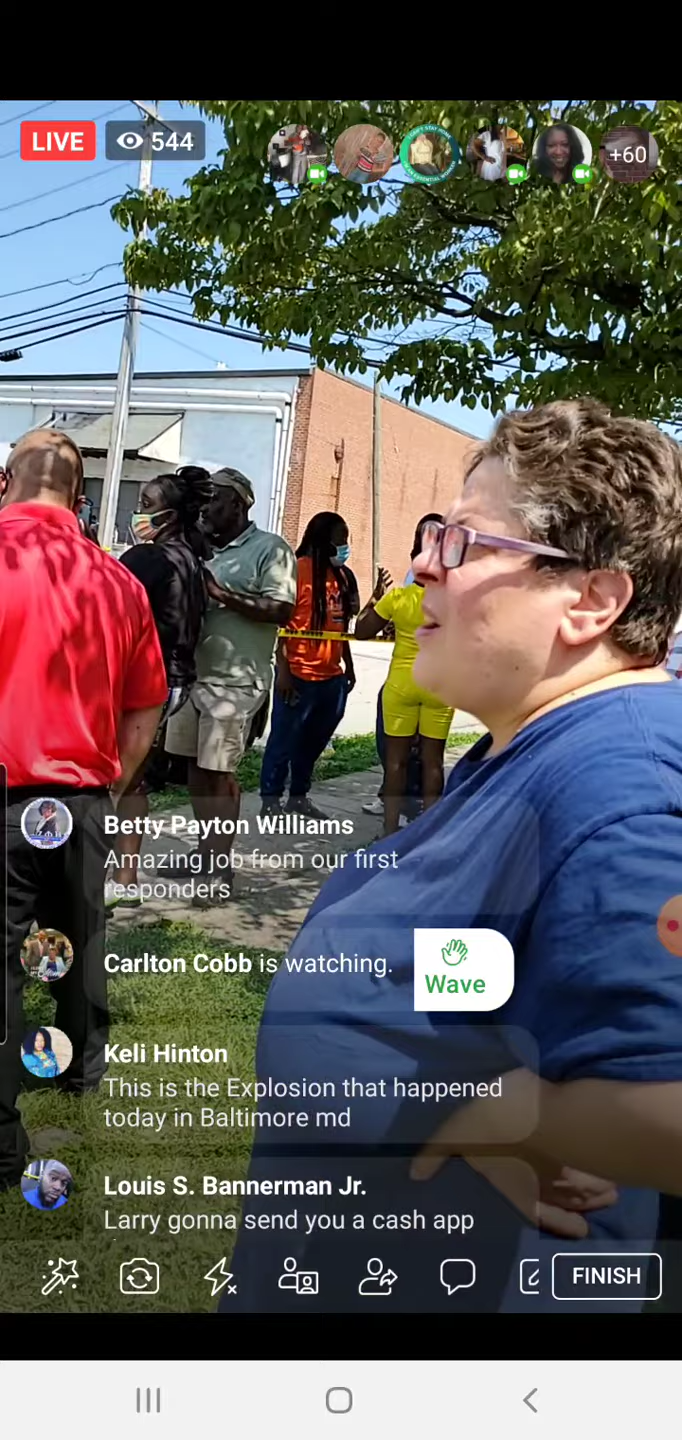 LIVE
544
+60
Betty Payton Williams
Amazing job from our first
responders
Carlton Cobb is watching.
Wave
Keli Hinton
This is the Explosion that happened
today in Baltimore md
Louis S. Bannerman Jr.
Larry gonna send you a cash app
FINISH